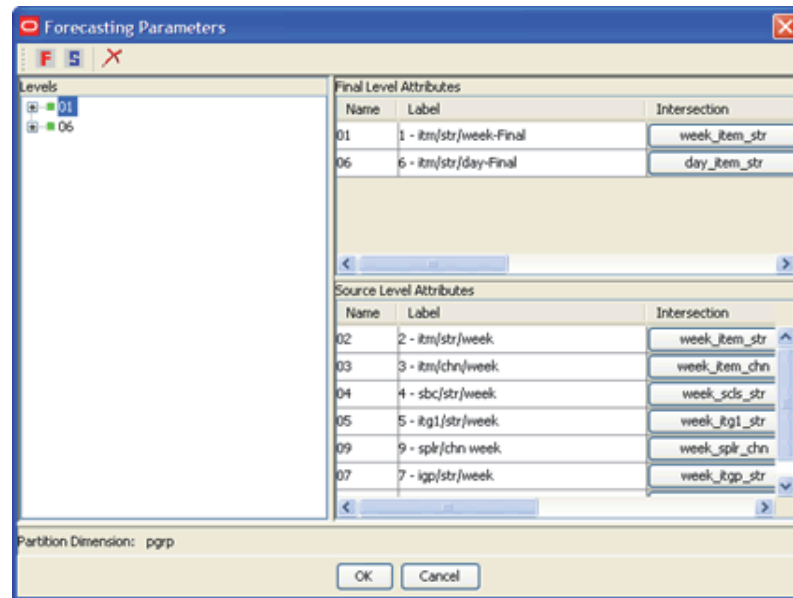 Forecasting Parameters
F S
Levels
01
06
Final Level Attributes
Name Label Intersection
01 1 - itm/str/week-Final week_item_str
06 6 - itm/str/day-Final day_item_str
Source Level Attributes
Name Label Intersection
02 2 - itm/str/week week_item_str
03 3 - itm/chn/week week_item_chn
04 4 - sbc/str/week week_scls_str
05 5 - itg1/str/week week_itg1_str
09 9 - splr/chn week week_splr_chn
07 7 - igp/str/week week_itgp_str
Partition Dimension: pgrp
OK Cancel